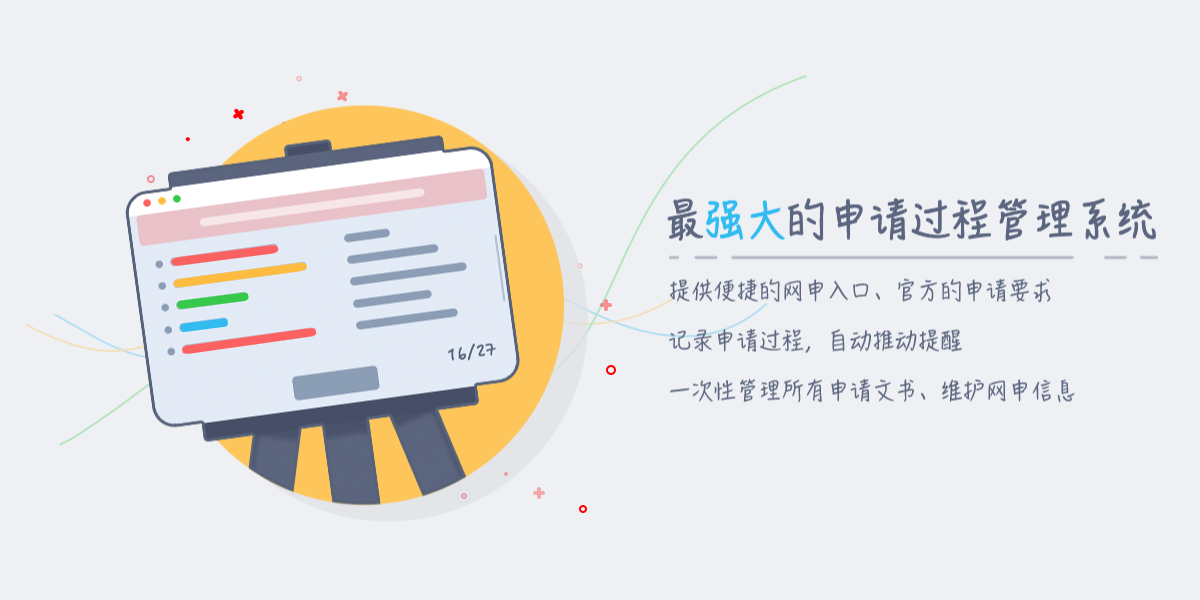 16/27
最强大的申请过程管理系统
提供便捷的网申入口、官方的申请要求
记录申请过程，自动推动提醒
一次性管理所有申请文书、维护网申信息